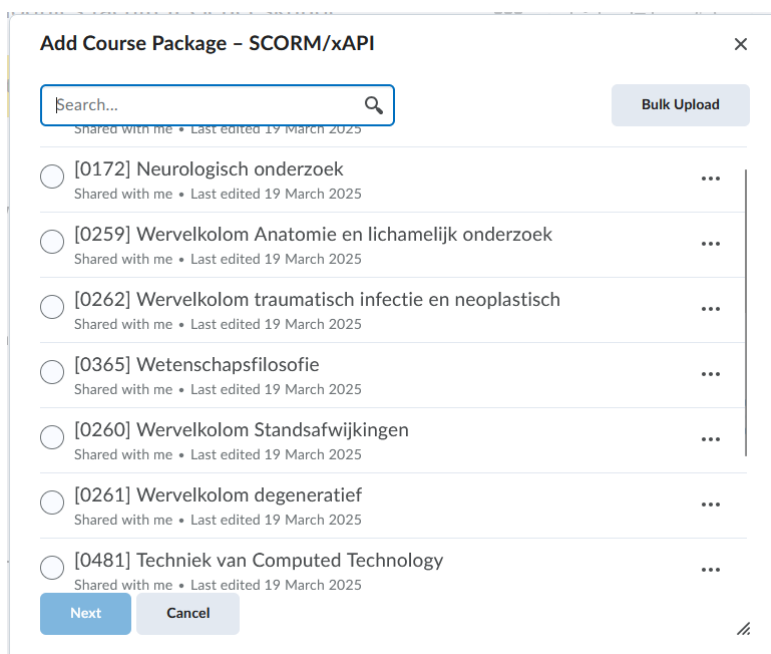 Add Course Package – SCORM/xAPI
Search...
Bulk Upload
Shared with me • Last edited 19 March 2025
[0172] Neurologisch onderzoek
Shared with me • Last edited 19 March 2025
[0259] Wervelkolom Anatomie en lichamelijk onderzoek
Shared with me • Last edited 19 March 2025
[0262] Wervelkolom traumatisch infectie en neoplastisch
Shared with me • Last edited 19 March 2025
[0365] Wetenschapsfilosofie
Shared with me • Last edited 19 March 2025
[0260] Wervelkolom Standsafwijkingen
Shared with me • Last edited 19 March 2025
[0261] Wervelkolom degeneratief
Shared with me • Last edited 19 March 2025
[0481] Techniek van Computed Technology
Shared with me • Last edited 19 March 2025
Next
Cancel